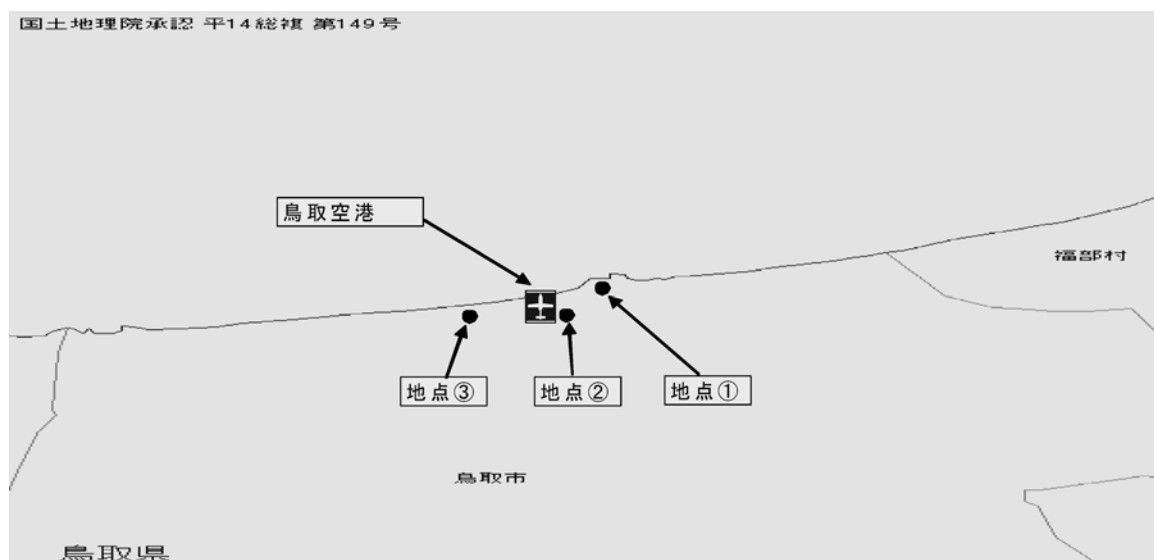 国土地理院承認 平14総複 第149号
鳥取空港
福部村
地点③
地点②
地点①
鳥取市
鳥取県